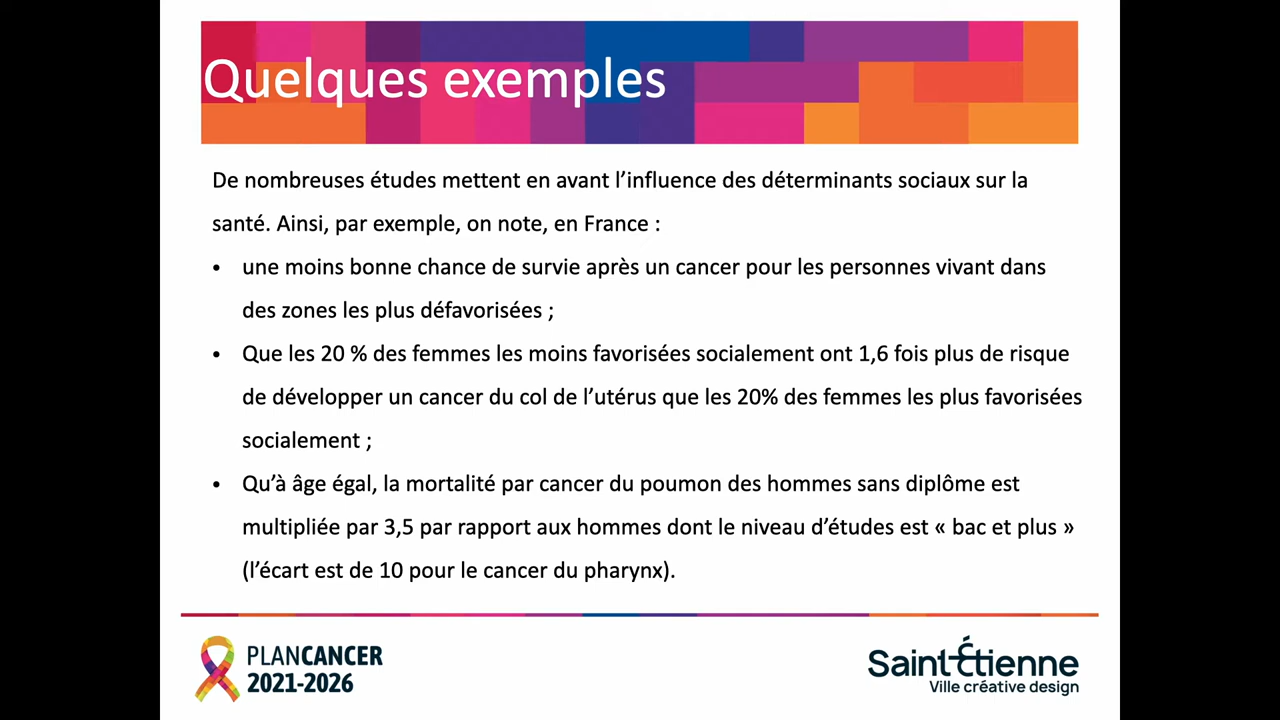 Quelques exemples
De nombreuses études mettent en avant l’influence des déterminants sociaux sur la
santé. Ainsi, par exemple, on note, en France :
• une moins bonne chance de survie après un cancer pour les personnes vivant dans
des zones les plus défavorisées ;
• Que les 20 % des femmes les moins favorisées socialement ont 1,6 fois plus de risque
de développer un cancer du col de l’utérus que les 20% des femmes les plus favorisées
socialement ;
• Qu’à âge égal, la mortalité par cancer du poumon des hommes sans diplôme est
multipliée par 3,5 par rapport aux hommes dont le niveau d’études est « bac et plus »
(l’écart est de 10 pour le cancer du pharynx).
PLANCANCER
2021-2026
Saint-Étienne
Ville créative design